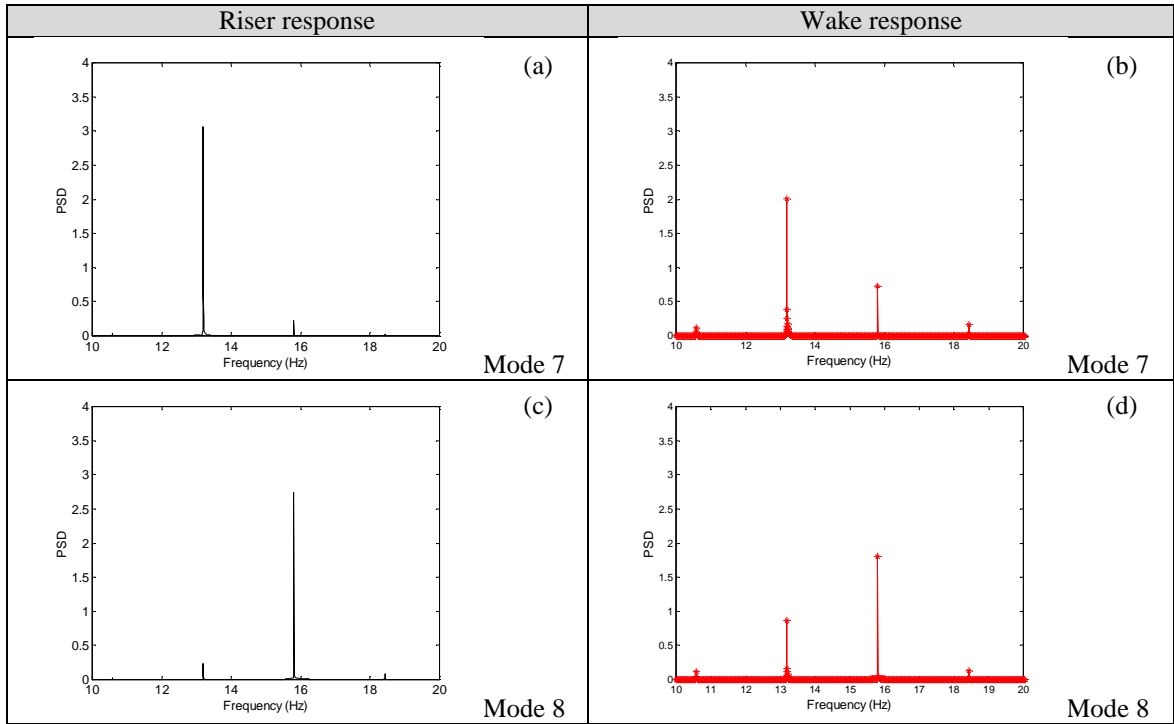 Riser response
Wake response
(a)
4
3.5
3
2.5
2
1.5
1
0.5
0
PSD
10 12 14 16 18 20
Frequency (Hz)
Mode 7
(b)
4
3.5
3
2.5
2
1.5
1
0.5
0
PSD
10 11 12 13 14 15 16 17 18 19 20
Frequency (Hz)
Mode 7
(c)
4
3.5
3
2.5
2
1.5
1
0.5
0
PSD
10 12 14 16 18 20
Frequency (Hz)
Mode 8
(d)
4
3.5
3
2.5
2
1.5
1
0.5
0
PSD
10 11 12 13 14 15 16 17 18 19 20
Frequency (Hz)
Mode 8